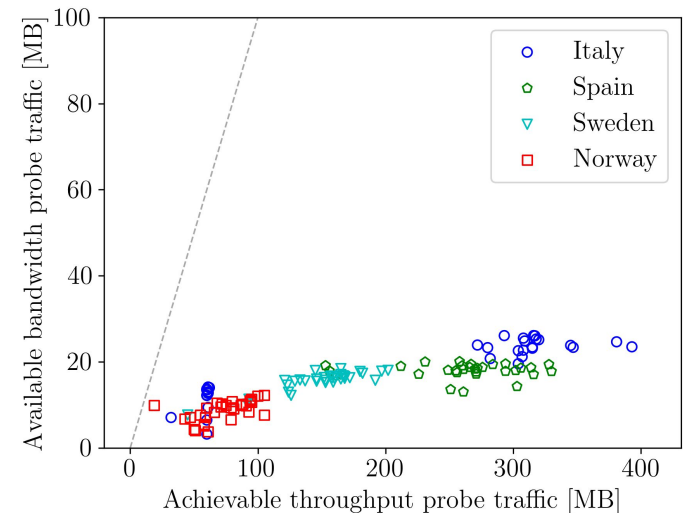 Available bandwidth probe traffic [MB]
100
80
60
40
20
0
Italy
Spain
Sweden
Norway
0 100 200 300 400
Achievable throughput probe traffic [MB]